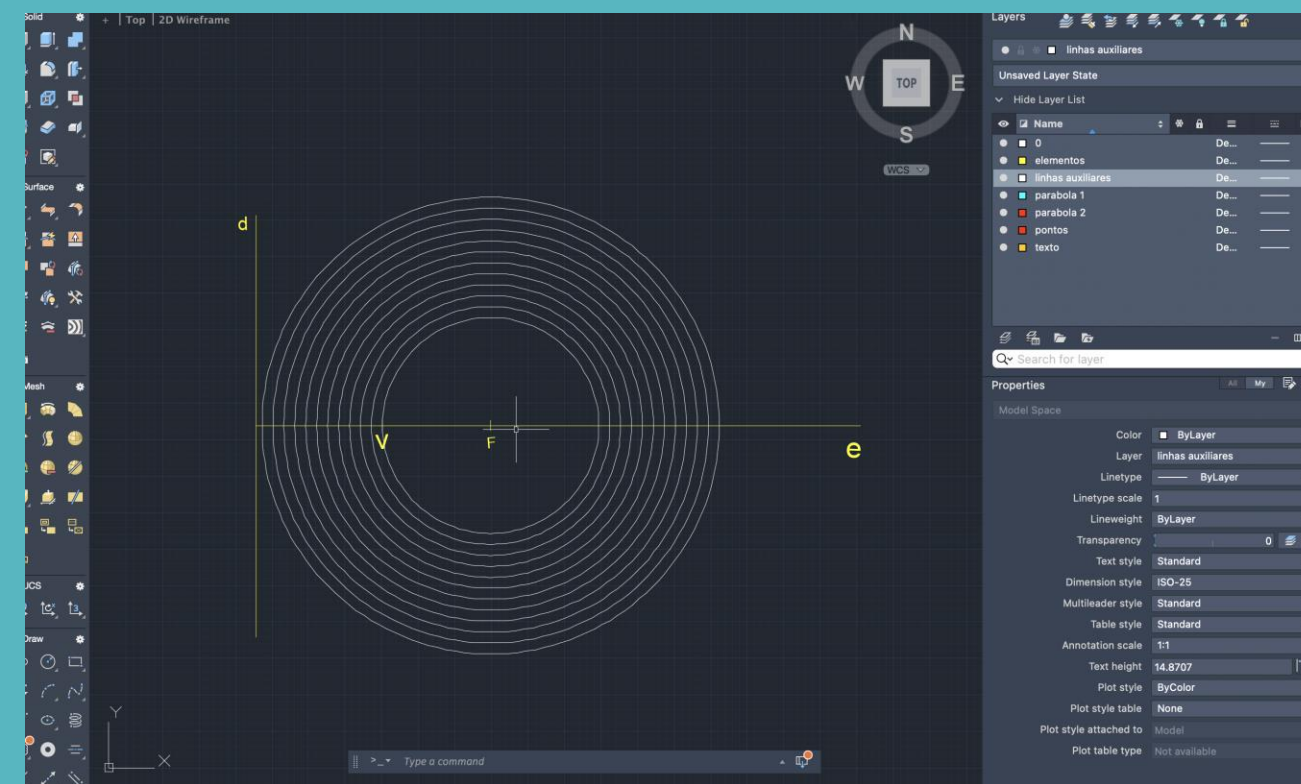 Solid
+ | Top | 2D Wireframe
Surface
Mesh
UCS
Draw
d
V
F
e
Y
X
N
W
TOP
E
S
WCS
>_ Type a command
Layers
linhas auxiliares
Unsaved Layer State
Hide Layer List
Name
0 De...
elementos De...
linhas auxiliares De...
parabola 1 De...
parabola 2 De...
pontos De...
texto De...
Search for layer
Properties All My
Model Space
Color ByLayer
Layer linhas auxiliares
Linetype ByLayer
Linetype scale 1
Lineweight ByLayer
Transparency 0
Text style Standard
Dimension style ISO-25
Multileader style Standard
Table style Standard
Annotation scale 1:1
Text height 14.8707
Plot style ByColor
Plot style table None
Plot style attached to Model
Plot table type Not available